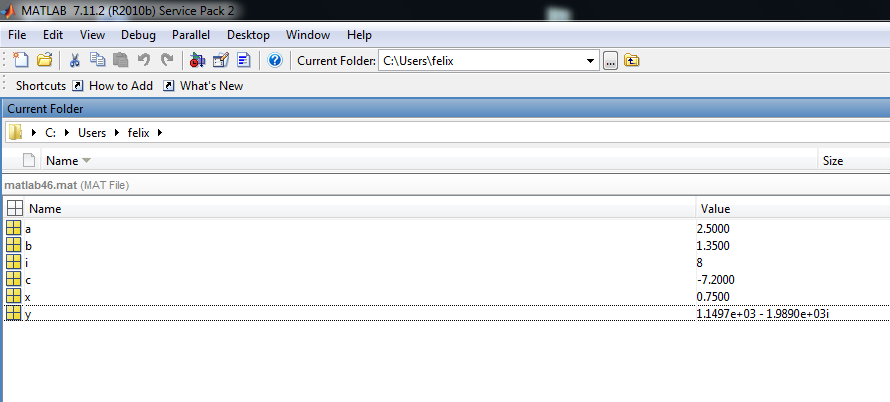 MATLAB 7.11.2 (R2010b) Service Pack 2
File Edit View Debug Parallel Desktop Window Help
Current Folder: C:\Users\felix ...
Shortcuts How to Add What's New
Current Folder
C: Users felix
Name Size
matlab46.mat (MAT File)
Name Value
a 2.5000
b 1.3500
i 8
c -7.2000
x 0.7500
y 1.1497e+03 - 1.9890e+03i